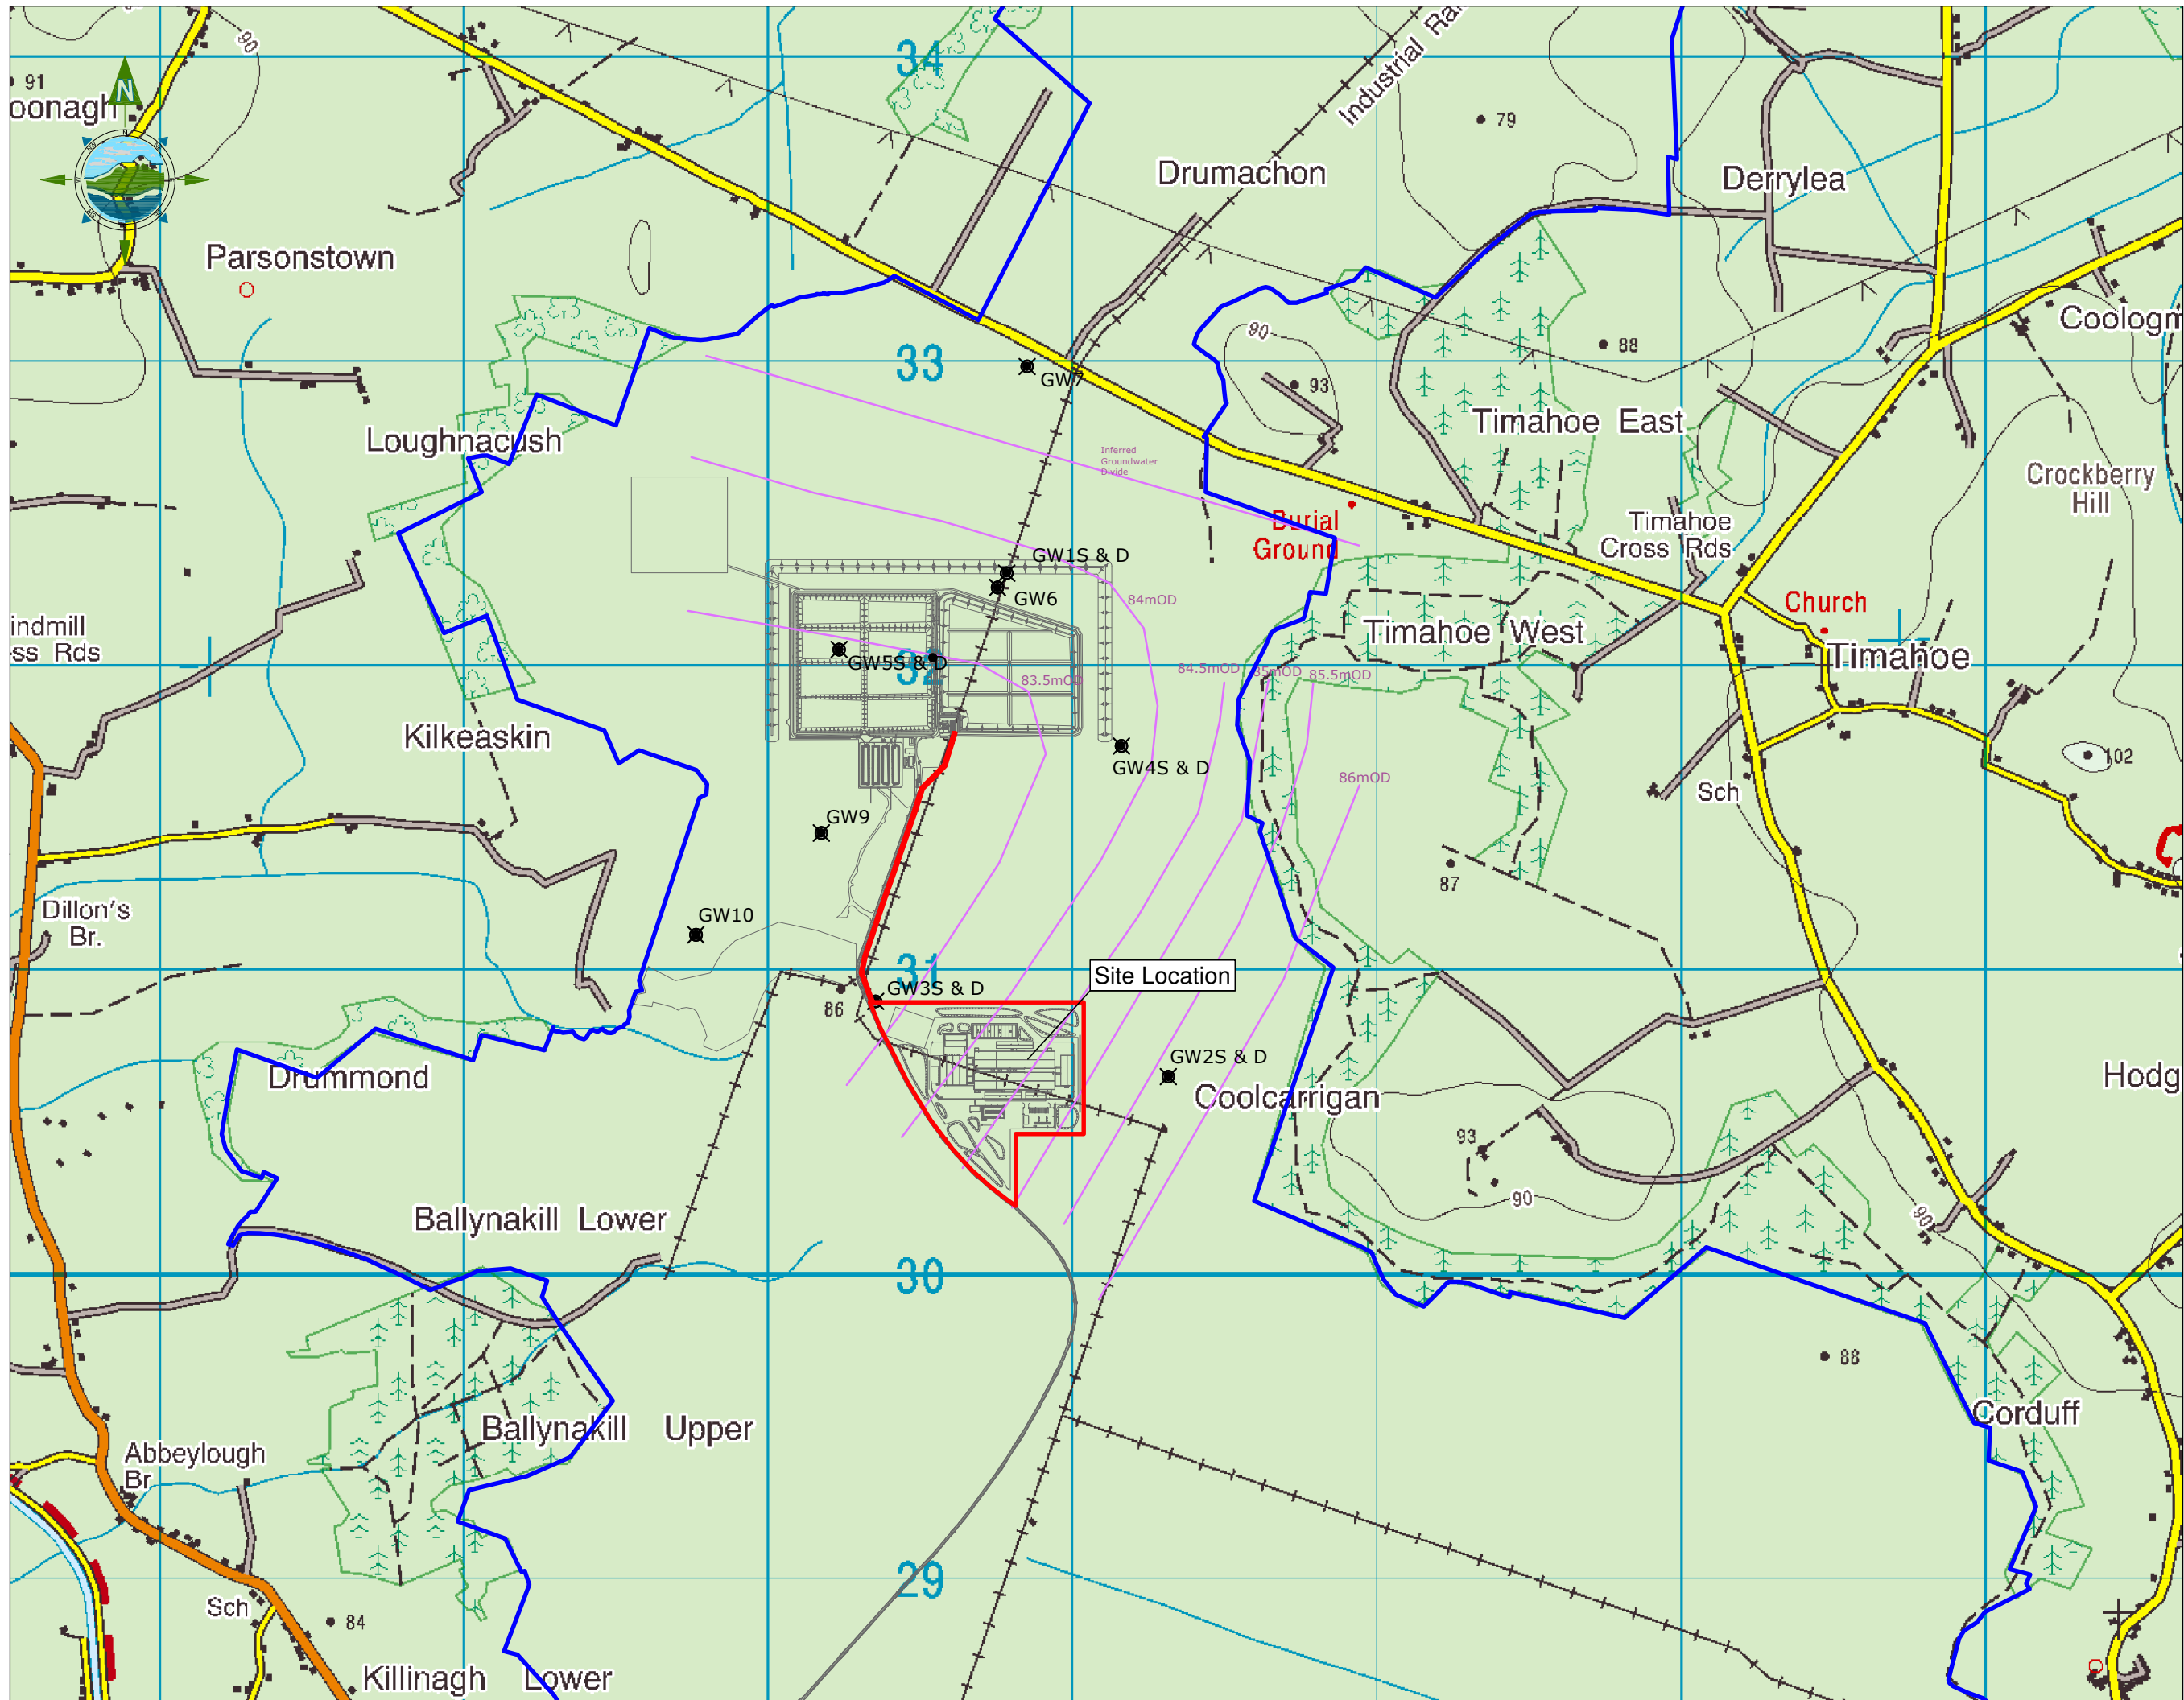 34
90
91
oonagh
N
Industrial Ra
79
Drumachon
Derrylea
Parsonstown
Coologm
90
33
88
93
GW7
Timahoe East
Loughnacush
Inferred
Groundwater
Divide
Crockberry
Hill
Burial
Ground
Timahoe
Cross Rds
GW1S & D
GW6
84mOD
Church
indmill
ss Rds
Timahoe West
Timahoe
GW5S & D
32
83.5mOD
84.5mOD
85mOD
85.5mOD
Kilkeaskin
GW4S & D
86mOD
102
Sch
GW9
87
Dillon's
Br.
GW10
31
Site Location
GW3S & D
86
GW2S & D
Drummond
Coolcarrigan
Hodg
93
90
90
Ballynakill Lower
30
88
Corduff
Ballynakill Upper
Abbeylough
Br
29
Sch
84
Killinagh Lower